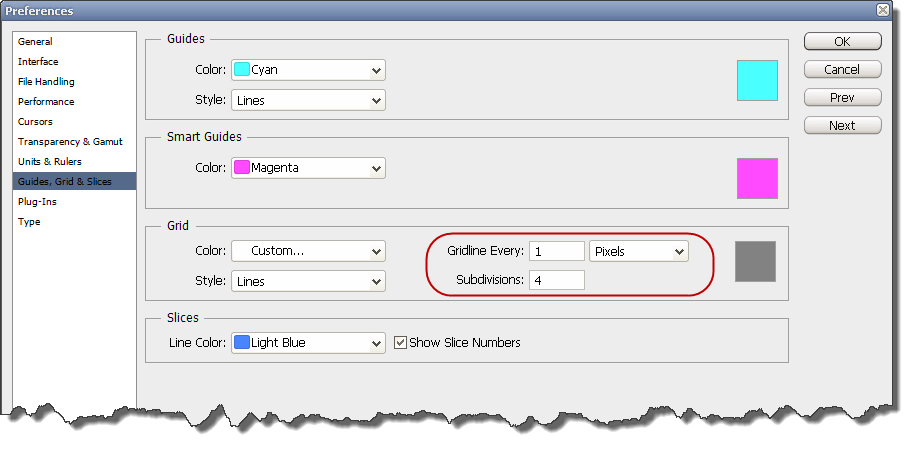 Preferences
General
Interface
File Handling
Performance
Cursors
Transparency & Gamut
Units & Rulers
Guides, Grid & Slices
Plug-Ins
Type
Guides
Color: Cyan
Style: Lines
Smart Guides
Color: Magenta
Grid
Color: Custom... Gridline Every: 1 Pixels
Style: Lines Subdivisions: 4
Slices
Line Color: Light Blue Show Slice Numbers
OK
Cancel
Prev
Next